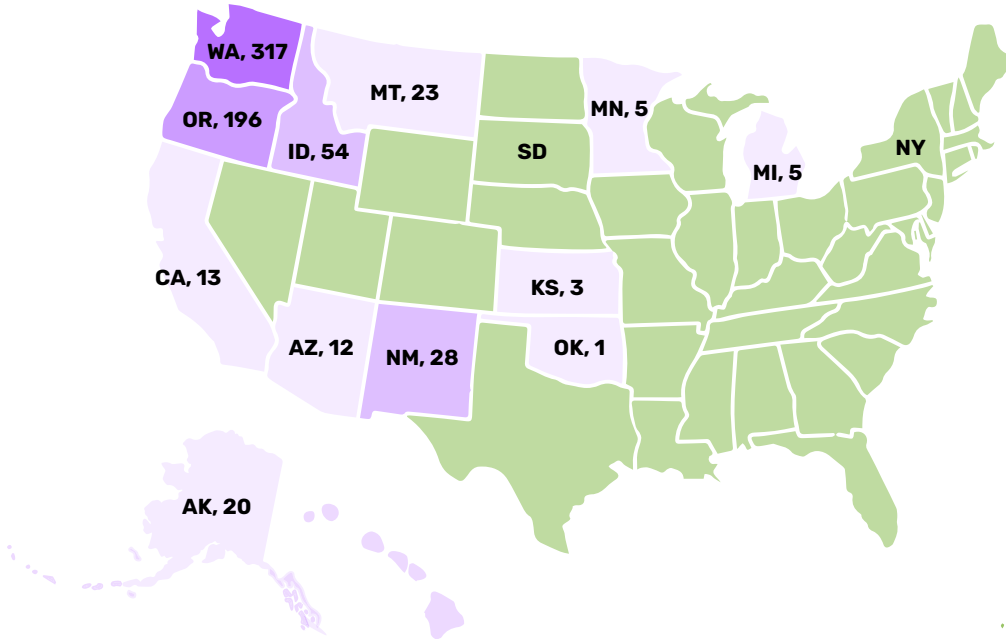 WA, 317
MT, 23
MN, 5
OR, 196
ID, 54
SD
NY
MI, 5
CA, 13
KS, 3
AZ, 12
NM, 28
OK, 1
AK, 20